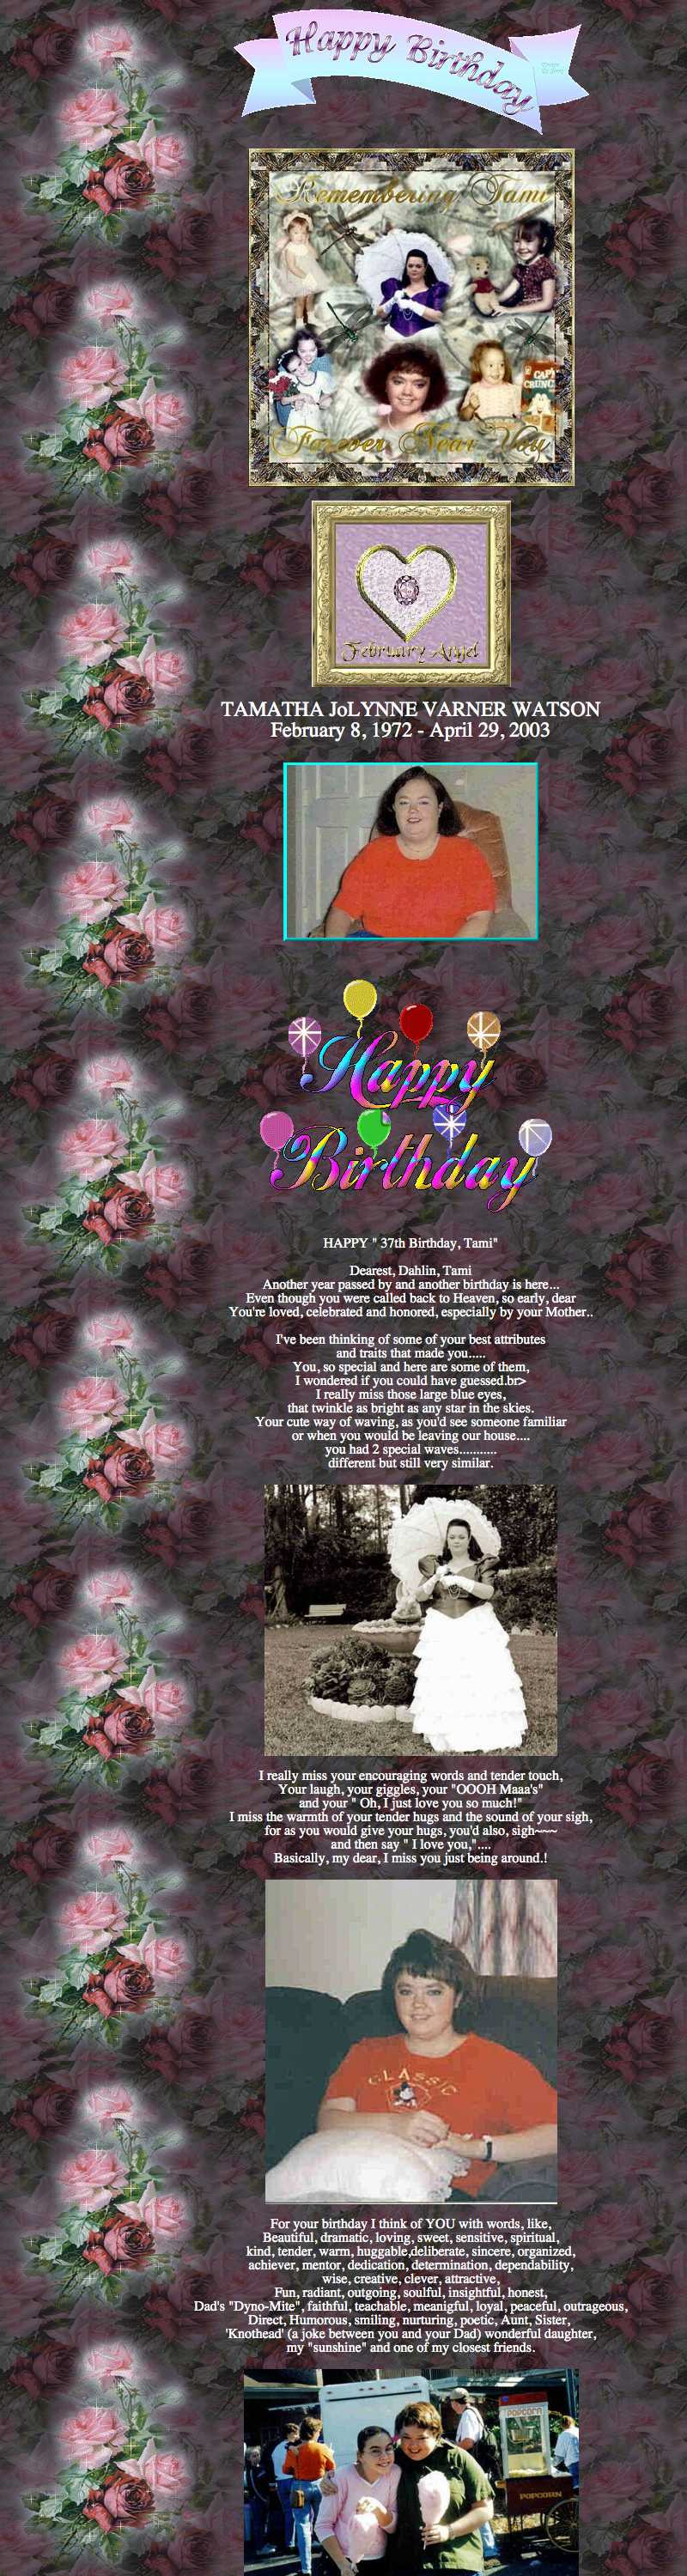 Happy Birthday
Remembering Tami
CAP'N
CRUNCH
Forever Near You
February Angel
TAMATHA JoLYNNE VARNER WATSON
February 8, 1972 - April 29, 2003
Happy
Birthday
HAPPY " 37th Birthday, Tami"
Dearest, Dahlin, Tami
Another year passed by and another birthday is here...
Even though you were called back to Heaven, so early, dear
You're loved, celebrated and honored, especially by your Mother..
I've been thinking of some of your best attributes
and traits that made you.....
You, so special and here are some of them,
I wondered if you could have guessed.br>
I really miss those large blue eyes,
that twinkle as bright as any star in the skies.
Your cute way of waving, as you'd see someone familiar
or when you would be leaving our house....
you had 2 special waves...........
different but still very similar.
I really miss your encouraging words and tender touch,
Your laugh, your giggles, your "OOOH Maaa's"
and your " Oh, I just love you so much!"
I miss the warmth of your tender hugs and the sound of your sigh,
for as you would give your hugs, you'd also, sigh~~~
and then say " I love you,"....
Basically, my dear, I miss you just being around.!
CLASSIC
For your birthday I think of YOU with words, like,
Beautiful, dramatic, loving, sweet, sensitive, spiritual,
kind, tender, warm, huggable,deliberate, sincere, organized,
achiever, mentor, dedication, determination, dependability,
wise, creative, clever, attractive,
Fun, radiant, outgoing, soulful, insightful, honest,
Dad's "Dyno-Mite", faithful, teachable, meanigful, loyal, peaceful, outrageous,
Direct, Humorous, smiling, nurturing, poetic, Aunt, Sister,
'Knothead' (a joke between you and your Dad) wonderful daughter,
my "sunshine" and one of my closest friends.
POPCORN
POPCORN